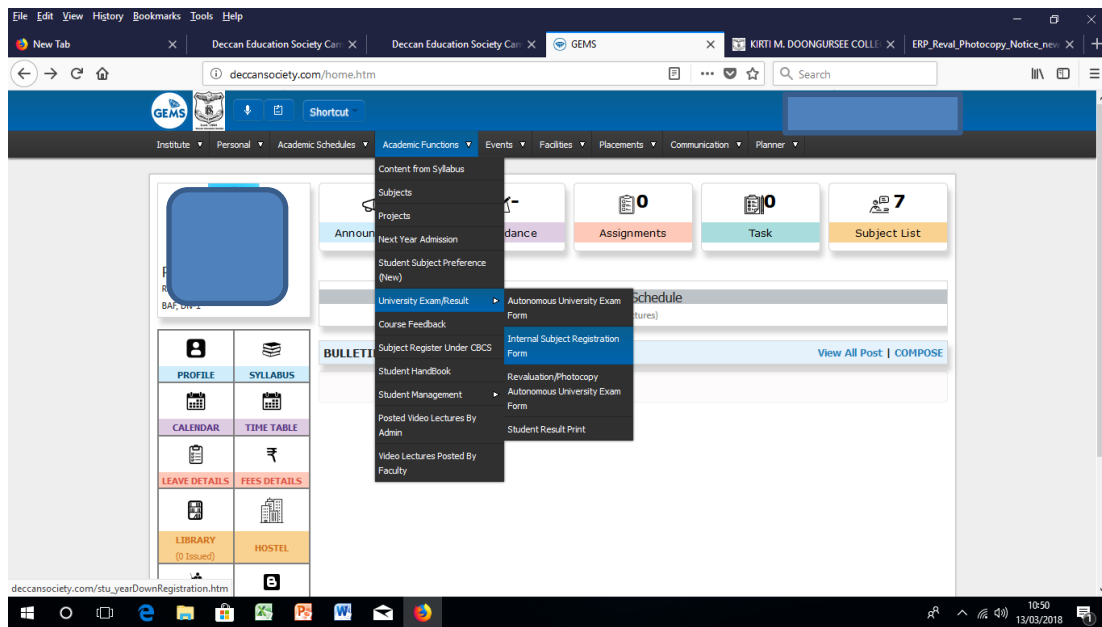 File Edit View History Bookmarks Tools Help
New Tab
Deccan Education Society Cam
Deccan Education Society Cam
GEMS
KIRTI M. DOONGURSEE COLLE
ERP_Reval_Photocopy_Notice_new
deccansociety.com/home.htm
Search
GEMS
Shortcut
Institute Personal Academic Schedules Academic Functions Events Facilities Placements Communication Planner
Content from Syllabus
Subjects
Projects
Next Year Admission
Student Subject Preference
(New)
University Exam/Result
Course Feedback
Subject Register Under CBCS
Student HandBook
Student Management
Posted Video Lectures By
Admin
Video Lectures Posted By
Faculty
Autonomous University Exam
Form
Internal Subject Registration
Form
Revaluation/Photocopy
Autonomous University Exam
Form
Student Result Print
Announ
-
dance
0
Assignments
0
Task
7
Subject List
BAF, DIV-1
Schedule
tures)
BULLETI
View All Post | COMPOSE
PROFILE SYLLABUS
CALENDAR TIME TABLE
LEAVE DETAILS FEES DETAILS
LIBRARY
(0 Issued)
HOSTEL
deccansociety.com/stu_yearDownRegistration.htm
10:50
13/03/2018